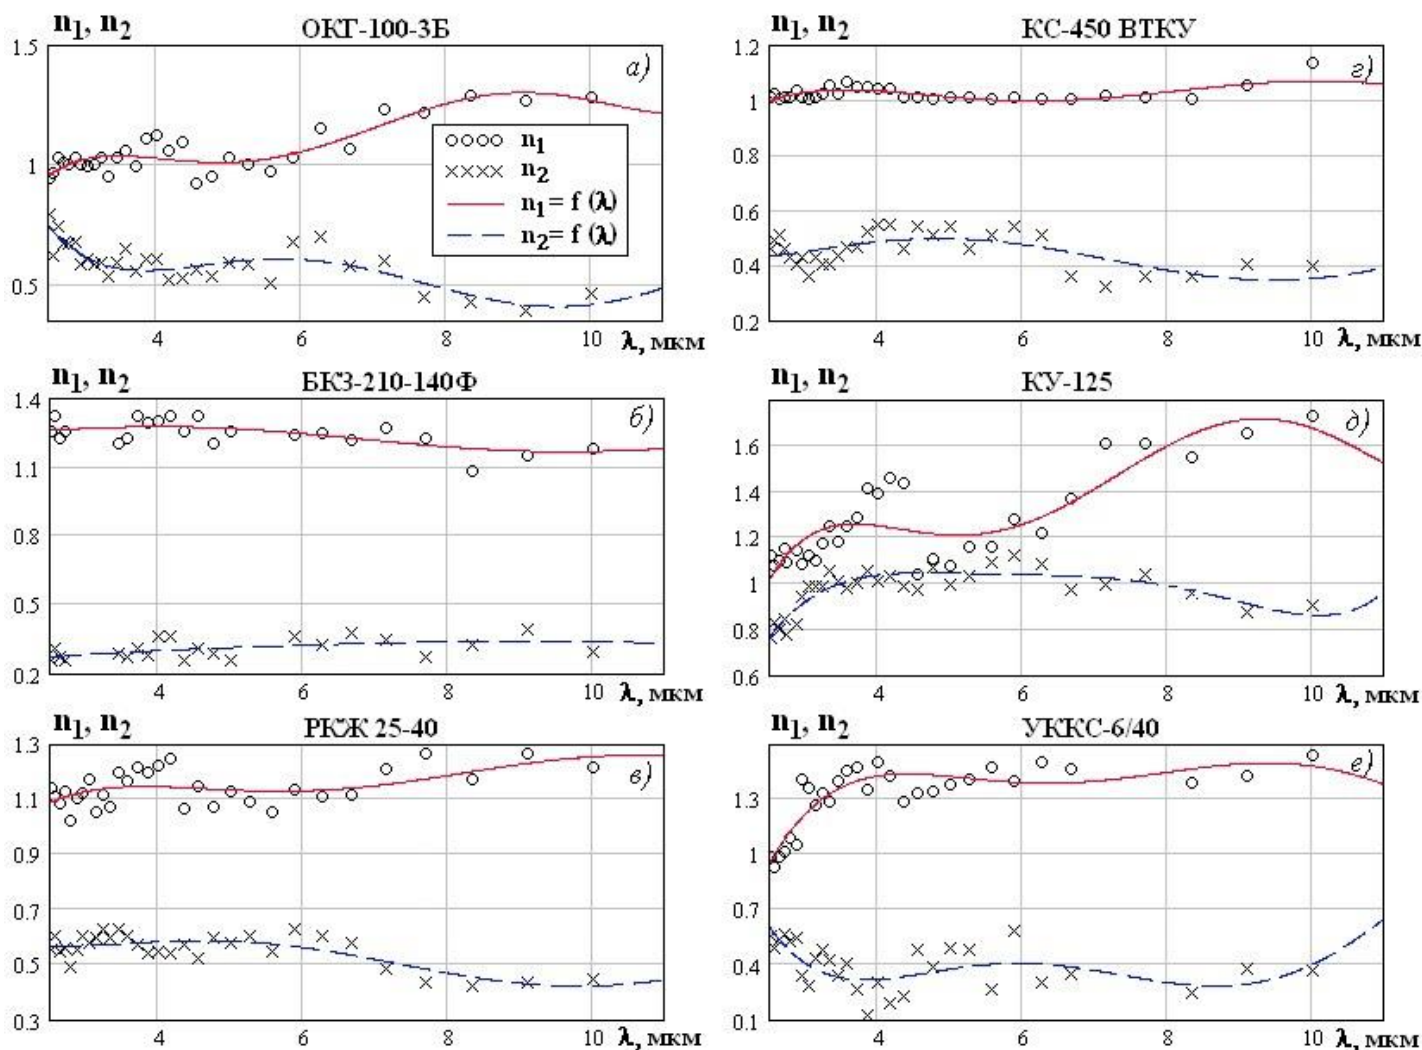 n1, n2 ОКГ-100-3Б
а)
1.5
1
0.5
n1
n2
n1= f (λ)
n2= f (λ)
4 6 8 10 λ, мкм
n1, n2 КС-450 ВТКУ
г)
1.2
1
0.8
0.6
0.4
0.2
4 6 8 10 λ, мкм
n1, n2 БКЗ-210-140Ф
б)
1.4
1.1
0.8
0.5
0.2
4 6 8 10 λ, мкм
n1, n2 КУ-125
д)
1.6
1.4
1.2
1
0.8
0.6
4 6 8 10 λ, мкм
n1, n2 РКЖ 25-40
в)
1.3
1.1
0.9
0.7
0.5
0.3
4 6 8 10 λ, мкм
n1, n2 УККС-6/40
е)
1.3
1
0.7
0.4
0.1
4 6 8 10 λ, мкм